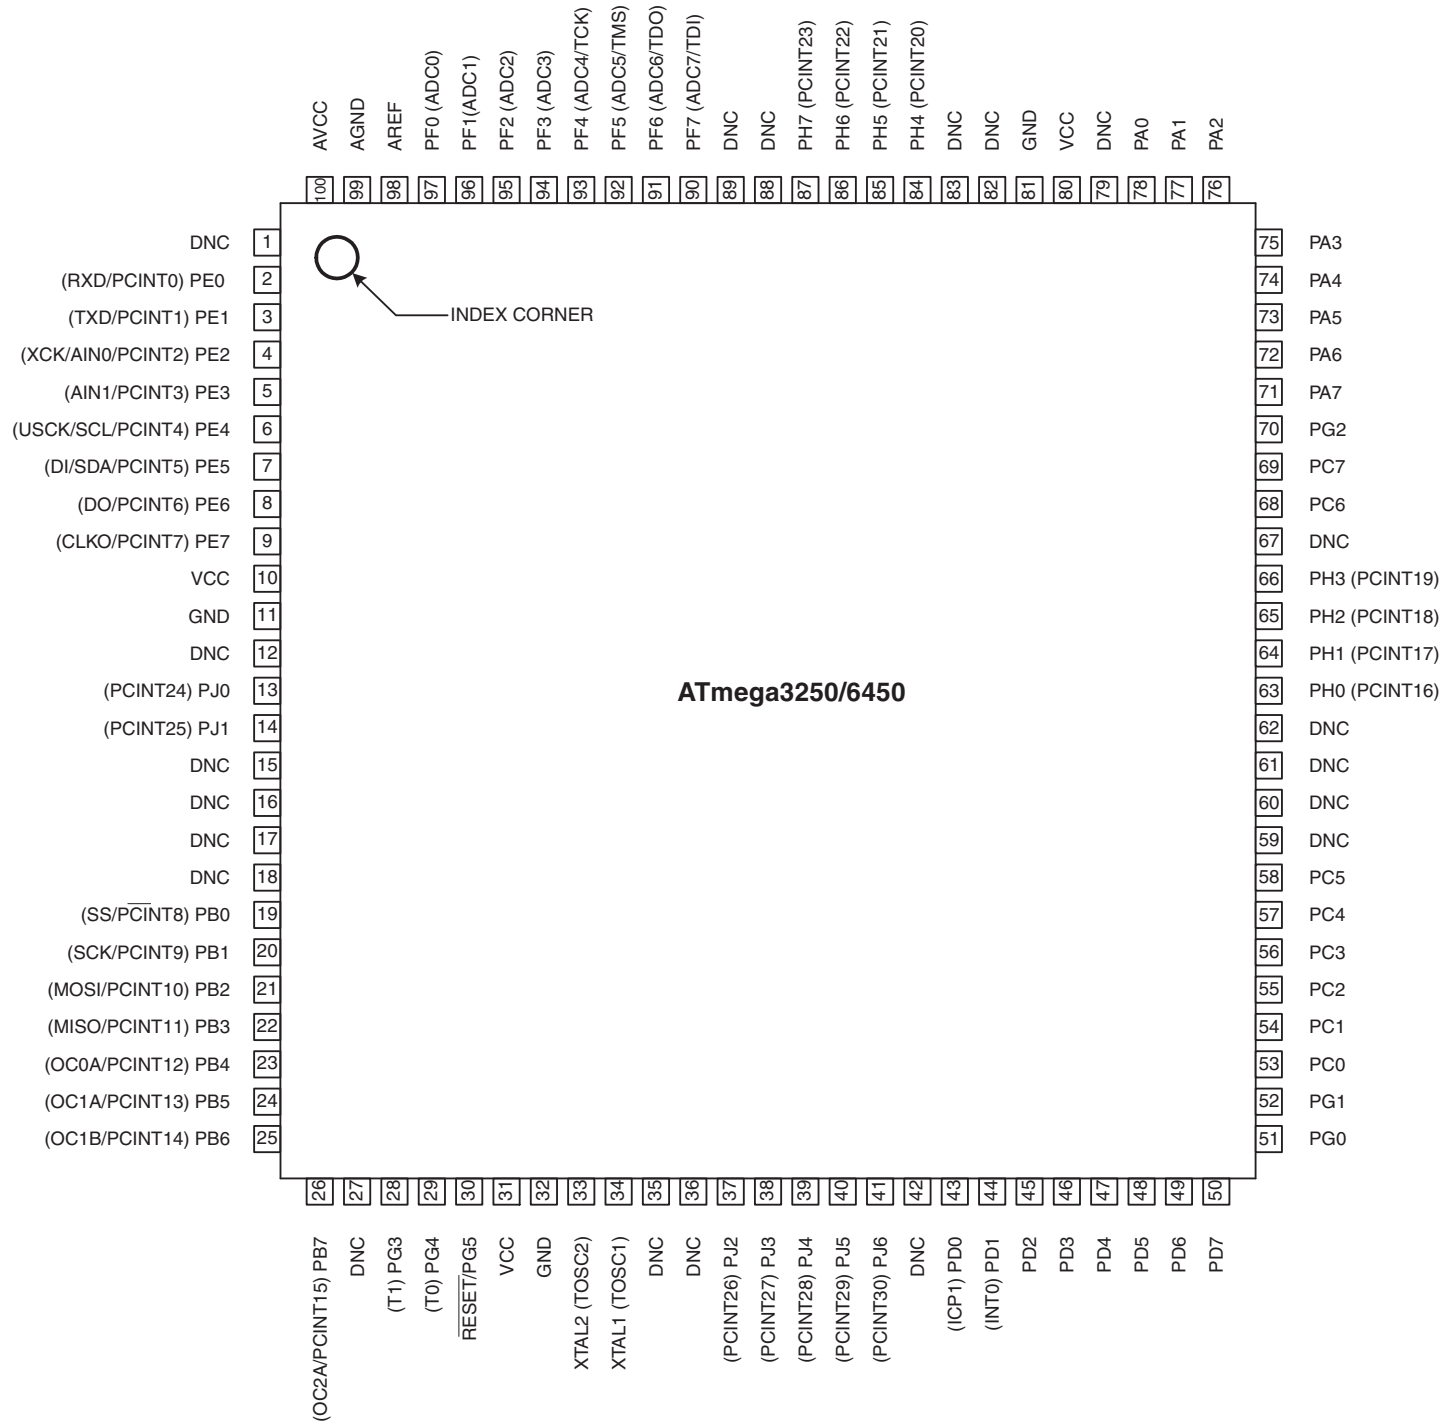 AVCC
AGND
AREF
PF0 (ADC0)
PF1(ADC1)
PF2 (ADC2)
PF3 (ADC3)
PF4 (ADC4/TCK)
PF5 (ADC5/TMS)
PF6 (ADC6/TDO)
PF7 (ADC7/TDI)
DNC
DNC
PH7 (PCINT23)
PH6 (PCINT22)
PH5 (PCINT21)
PH4 (PCINT20)
DNC
DNC
GND
VCC
DNC
PA0
PA1
PA2
100
99
98
97
96
95
94
93
92
91
90
89
88
87
86
85
84
83
82
81
80
79
78
77
76
DNC 1
(RXD/PCINT0) PE0 2
(TXD/PCINT1) PE1 3
(XCK/AIN0/PCINT2) PE2 4
(AIN1/PCINT3) PE3 5
(USCK/SCL/PCINT4) PE4 6
(DI/SDA/PCINT5) PE5 7
(DO/PCINT6) PE6 8
(CLKO/PCINT7) PE7 9
VCC 10
GND 11
DNC 12
(PCINT24) PJ0 13
(PCINT25) PJ1 14
DNC 15
DNC 16
DNC 17
DNC 18
(SS/PCINT8) PB0 19
(SCK/PCINT9) PB1 20
(MOSI/PCINT10) PB2 21
(MISO/PCINT11) PB3 22
(OC0A/PCINT12) PB4 23
(OC1A/PCINT13) PB5 24
(OC1B/PCINT14) PB6 25
INDEX CORNER
ATmega3250/6450
75 PA3
74 PA4
73 PA5
72 PA6
71 PA7
70 PG2
69 PC7
68 PC6
67 DNC
66 PH3 (PCINT19)
65 PH2 (PCINT18)
64 PH1 (PCINT17)
63 PH0 (PCINT16)
62 DNC
61 DNC
60 DNC
59 DNC
58 PC5
57 PC4
56 PC3
55 PC2
54 PC1
53 PC0
52 PG1
51 PG0
26
27
28
29
30
31
32
33
34
35
36
37
38
39
40
41
42
43
44
45
46
47
48
49
50
(OC2A/PCINT15) PB7
DNC
(T1) PG3
(T0) PG4
RESET/PG5
VCC
GND
XTAL2 (TOSC2)
XTAL1 (TOSC1)
DNC
DNC
(PCINT26) PJ2
(PCINT27) PJ3
(PCINT28) PJ4
(PCINT29) PJ5
(PCINT30) PJ6
DNC
(ICP1) PD0
(INT0) PD1
PD2
PD3
PD4
PD5
PD6
PD7